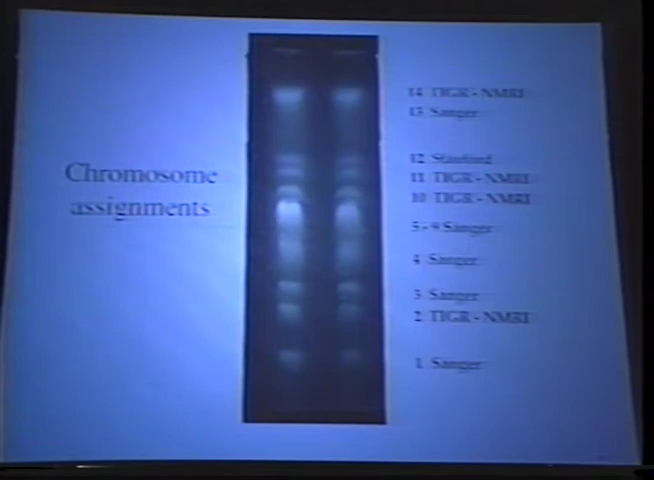 Chromosome
assignments
14 TIGR - NMRI
13 Sanger
12 Stanford
11 TIGR - NMRI
10 TIGR - NMRI
5 - 9 Sanger
4 Sanger
3 Sanger
2 TIGR - NMRI
1 Sanger